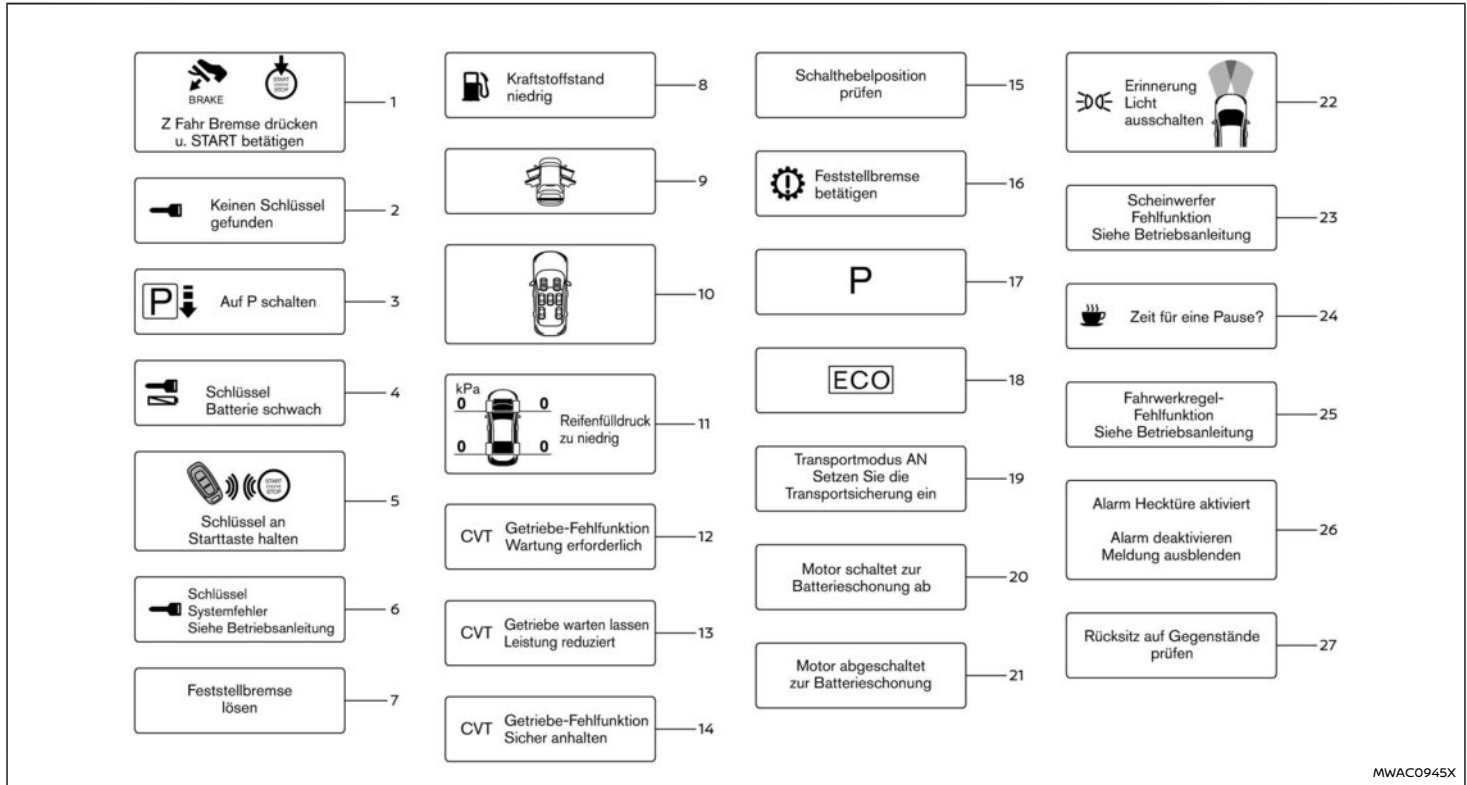 BRAKE
START
ENGINE
STOP
Z Fahr Bremse drücken
u. START betätigen
1
Keinen Schlüssel
gefunden
2
P
Auf P schalten
3
Schlüssel
Batterie schwach
4
START
ENGINE
STOP
Schlüssel an
Starttaste halten
5
Schlüssel
Systemfehler
Siehe Betriebsanleitung
6
Feststellbremse
lösen
7
Kraftstoffstand
niedrig
8
9
10
kPa
0 0
0 0
Reifenfülldruck
zu niedrig
11
CVT
Getriebe-Fehlfunktion
Wartung erforderlich
12
CVT
Getriebe warten lassen
Leistung reduziert
13
CVT
Getriebe-Fehlfunktion
Sicher anhalten
14
Schalthebelposition
prüfen
15
Feststellbremse
betätigen
16
P
17
ECO
18
Transportmodus AN
Setzen Sie die
Transportsicherung ein
19
Motor schaltet zur
Batterieschonung ab
20
Motor abgeschaltet
zur Batterieschonung
21
Erinnerung
Licht
ausschalten
22
Scheinwerfer
Fehlfunktion
Siehe Betriebsanleitung
23
Zeit für eine Pause?
24
Fahrwerkregel-
Fehlfunktion
Siehe Betriebsanleitung
25
Alarm Hecktüre aktiviert
Alarm deaktivieren
Meldung ausblenden
26
Rücksitz auf Gegenstände
prüfen
27
MWAC0945X